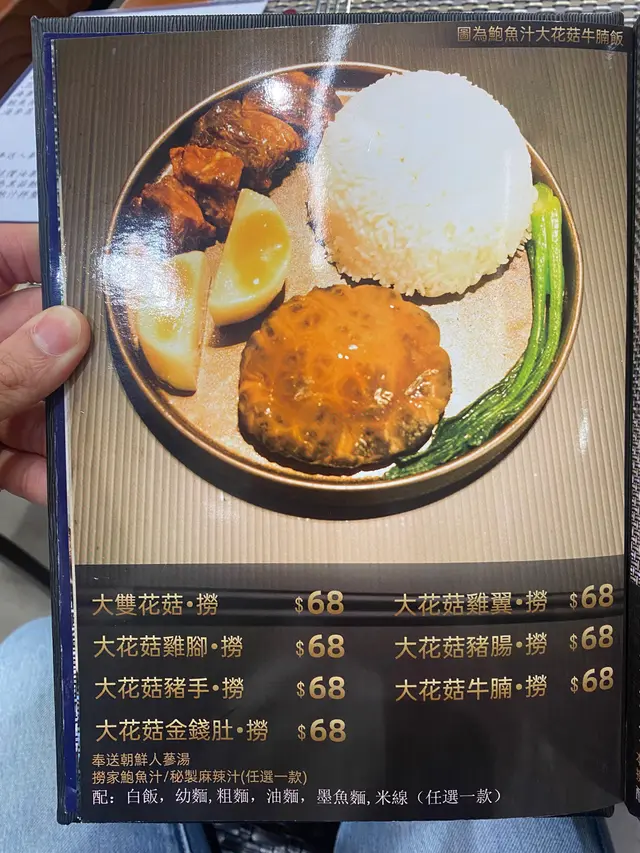 圖為鮑魚汁大花菇牛腩飯
大雙花菇•撈 $68
大花菇雞翼•撈 $68
大花菇雞腳•撈 $68
大花菇豬腸•撈 $68
大花菇豬手•撈 $68
大花菇牛腩•撈 $68
大花菇金錢肚•撈 $68
奉送朝鮮人蔘湯
撈家鮑魚汁/秘製麻辣汁(任選一款)
配：白飯，幼麵,粗麵，油麵，墨魚麵,米線（任選一款）